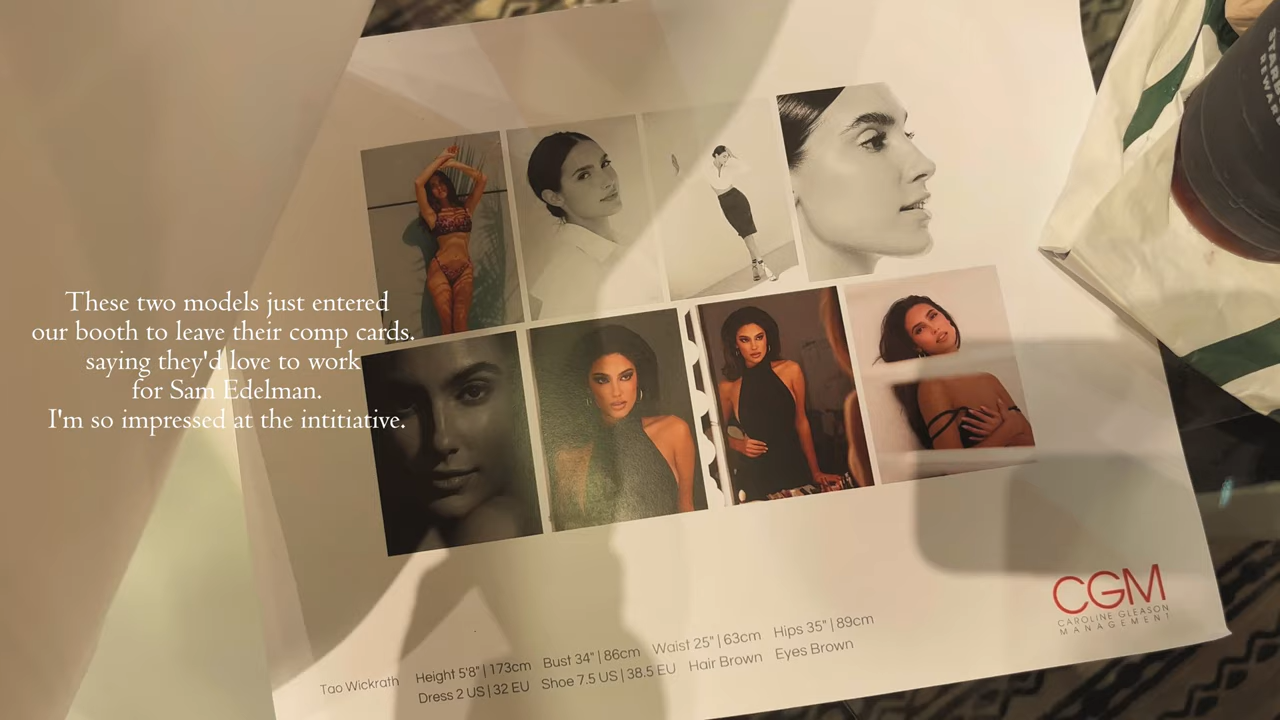 These two models just entered
our booth to leave their comp cards.
saying they'd love to work
for Sam Edelman.
I'm so impressed at the intitiative.
CGM
CAROLINE GLEASON
MANAGEMENT
Tao Wickrath
Height 5'8" | 173cm Bust 34" | 86cm Waist 25" | 63cm Hips 35" | 89cm
Dress 2 US | 32 EU Shoe 7.5 US | 38.5 EU Hair Brown Eyes Brown